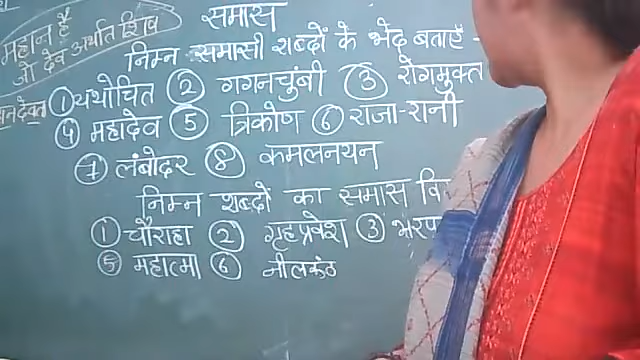 समास
महान है
जो देव अर्थात शिव
निम्न समासी शब्दों के भेद बताएँ -
① यथोचित ② गगनचुंबी ③ रोगमुक्त
④ महादेव ⑤ त्रिकोण ⑥ राजा-रानी
⑦ लंबोदर ⑧ कमलनयन
निम्न शब्दों का समास वि
① चौराहा ② गृहप्रवेश ③ भरप
⑤ महात्मा ⑥ नीलकंठ